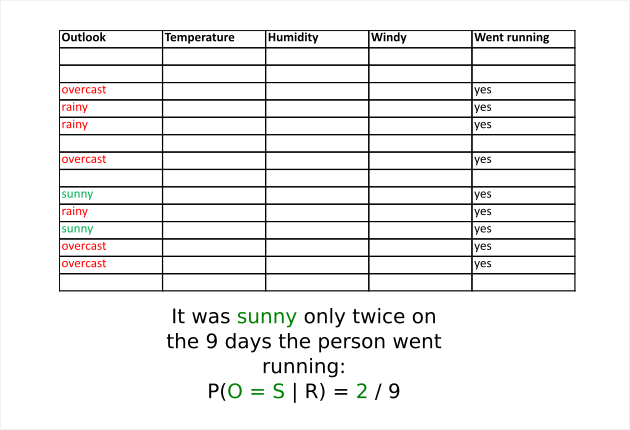 Outlook Temperature Humidity Windy Went running
overcast yes
rainy yes
rainy yes
overcast yes
sunny yes
rainy yes
sunny yes
overcast yes
overcast yes
It was sunny only twice on
the 9 days the person went
running:
P(O = S | R) = 2 / 9